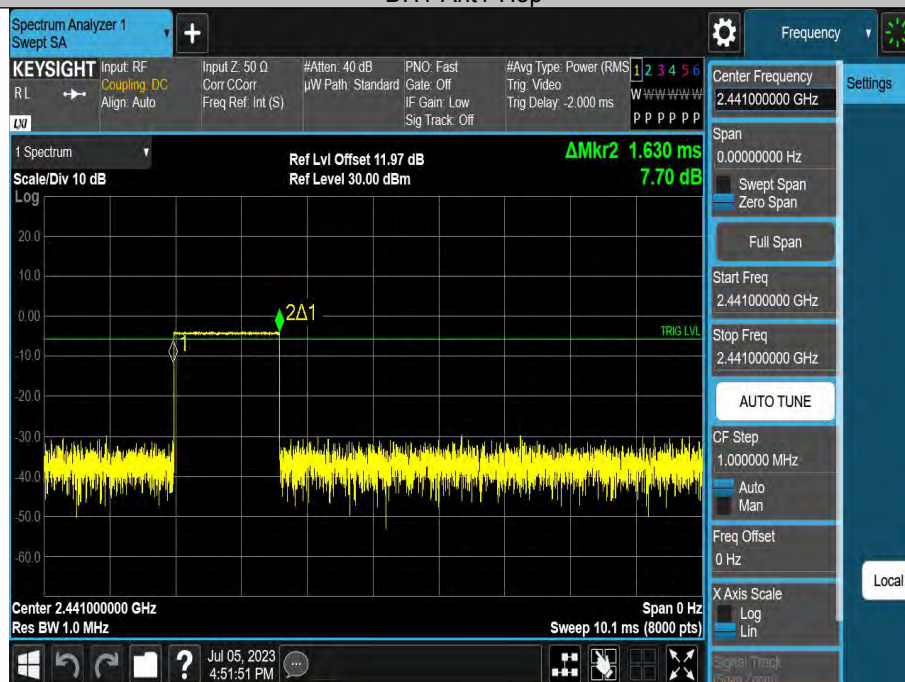 Spectrum Analyzer 1
Swept SA
Frequency
KEYSIGHT
RL
LXI
Input: RF
Coupling: DC
Align: Auto
Input Z: 50 Ω
Corr CCorr
Freq Ref: Int (S)
#Atten: 40 dB
µW Path: Standard
PNO: Fast
Gate: Off
IF Gain: Low
Sig Track: Off
#Avg Type: Power (RMS
Trig: Video
Trig Delay: -2.000 ms
1 2 3 4 5 6
W W W W W W
P P P P P P
Center Frequency
2.441000000 GHz
Settings
1 Spectrum
Scale/Div 10 dB
Log
Ref Lvl Offset 11.97 dB
Ref Level 30.00 dBm
ΔMkr2 1.630 ms
7.70 dB
Span
0.00000000 Hz
Swept Span
Zero Span
Full Span
Start Freq
2.441000000 GHz
Stop Freq
2.441000000 GHz
AUTO TUNE
CF Step
1.000000 MHz
Auto
Man
Freq Offset
0 Hz
X Axis Scale
Log
Lin
Signal Track
(Span Zoom)
Local
20.0
10.0
0.00
-10.0
-20.0
-30.0
-40.0
-50.0
-60.0
2Δ1
1
TRIG LVL
Center 2.441000000 GHz
Res BW 1.0 MHz
Span 0 Hz
Sweep 10.1 ms (8000 pts)
?
Jul 05, 2023
4:51:51 PM